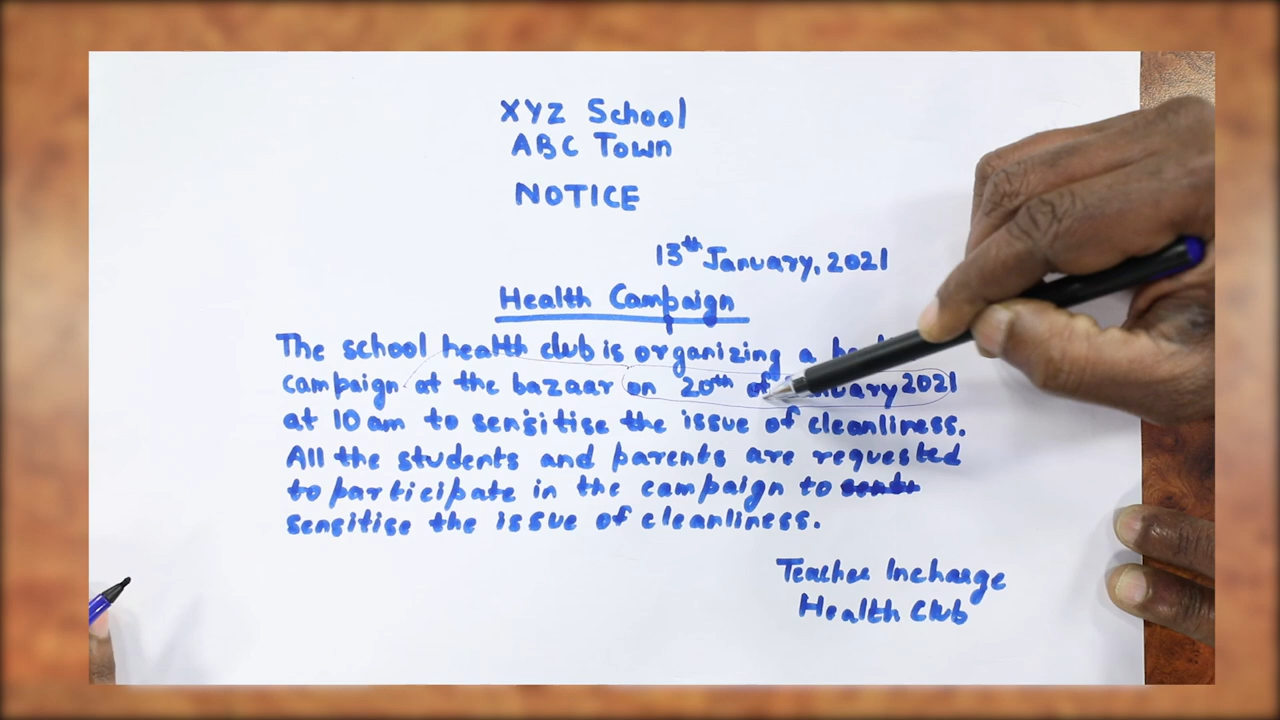 XYZ School
ABC Town
NOTICE
13th January, 2021
Health Campaign
The school health club is organizing a
campaign at the bazaar on 20th of January 2021
at 10 am to sensitise the issue of cleanliness.
All the students and parents are requested
to participate in the campaign to
sensitise the issue of cleanliness.
Teacher Incharge
Health Club